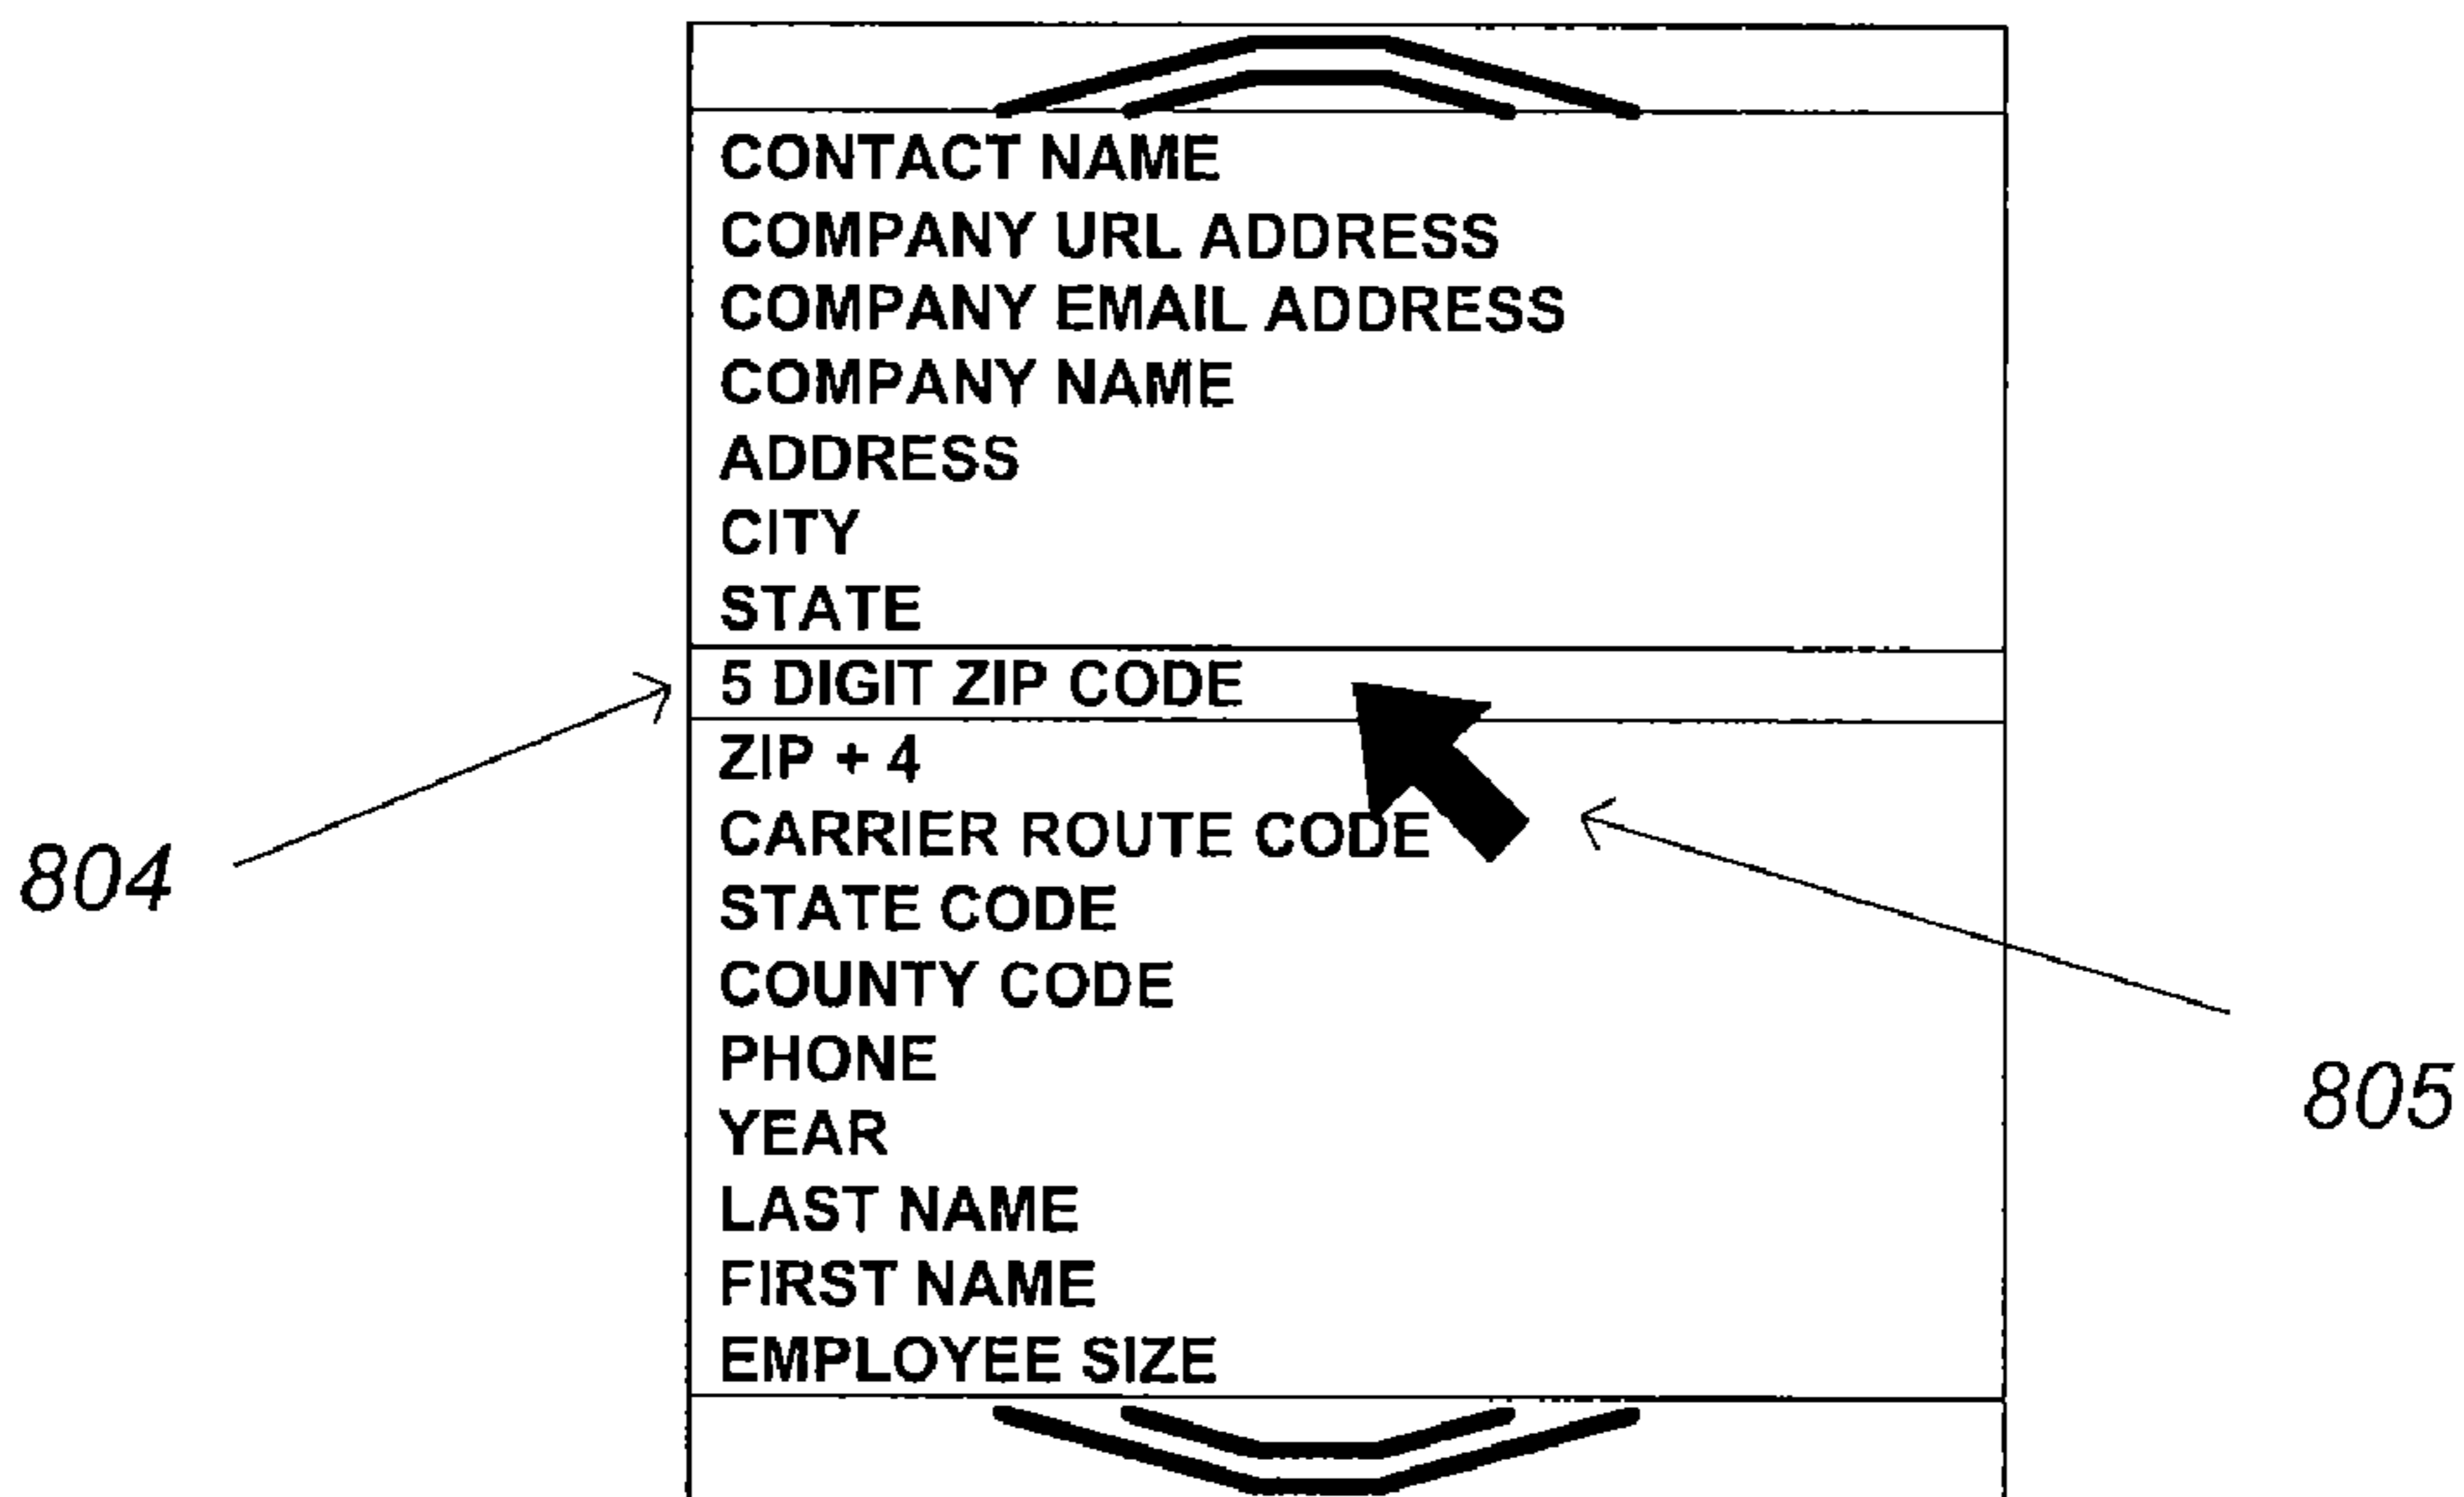 CONTACT NAME
COMPANY URL ADDRESS
COMPANY EMAIL ADDRESS
COMPANY NAME
ADDRESS
CITY
STATE
5 DIGIT ZIP CODE
ZIP + 4
CARRIER ROUTE CODE
804
STATE CODE
COUNTY CODE
PHONE
805
YEAR
LAST NAME
FIRST NAME
EMPLOYEE SIZE